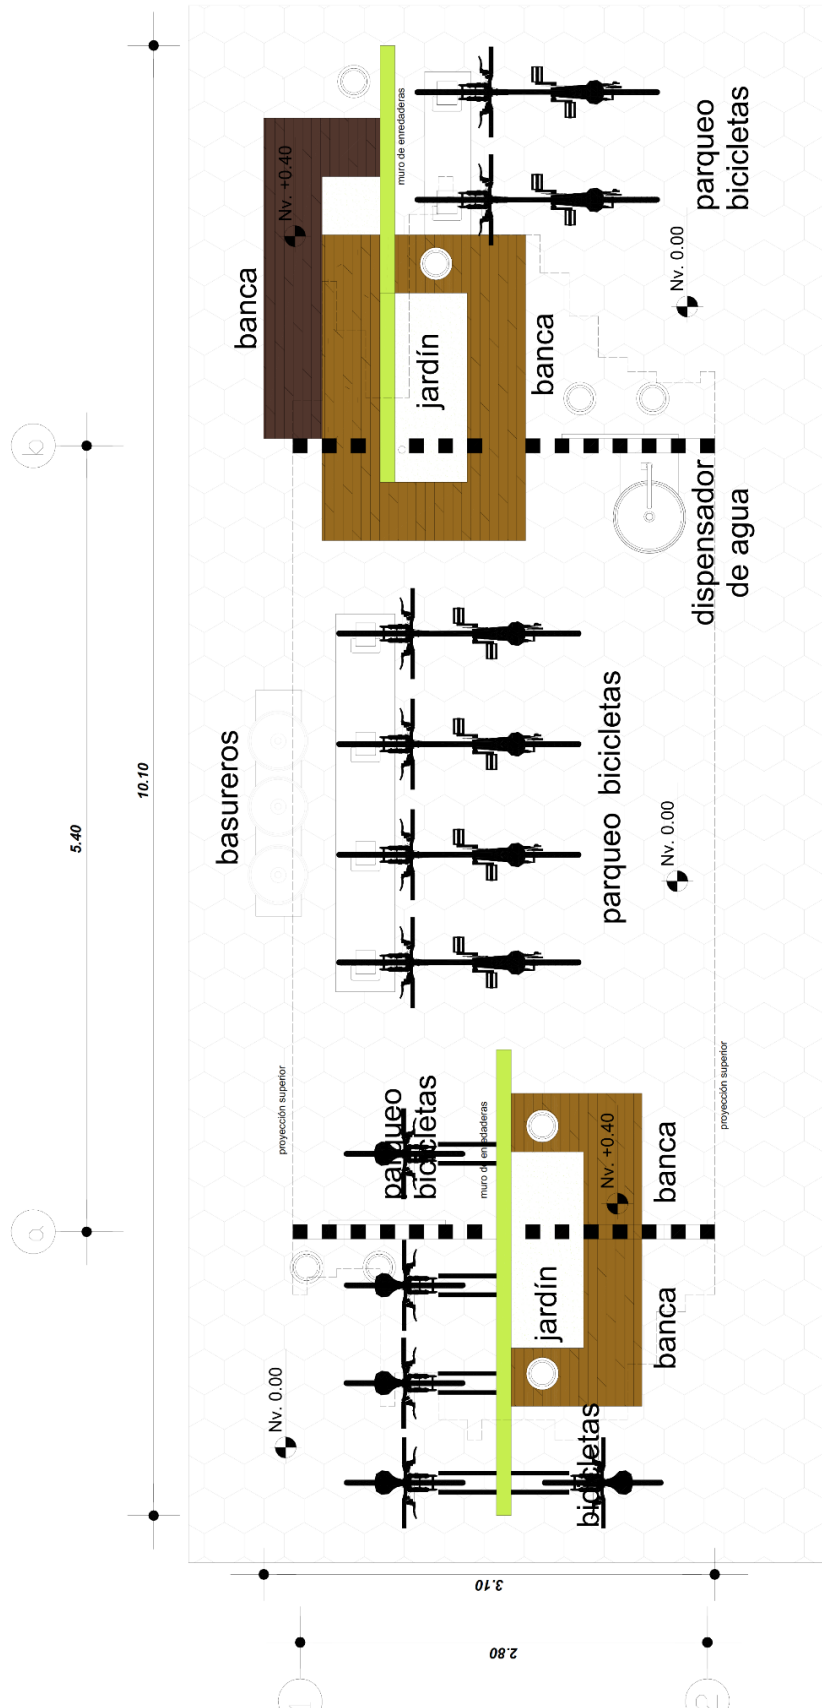 parqueo
bicicletas
muro de enredaderas
Nv. +0.40
banca
Nv. 0.00
jardín
banca
b
dispensador
de agua
10.10
5.40
basureros
parqueo bicicletas
Nv. 0.00
proyección superior
parqueo
bicicletas
muro de enredaderas
Nv. +0.40
banca
proyección superior
a
jardín
banca
Nv. 0.00
bicicletas
3.10
2.80
1
2